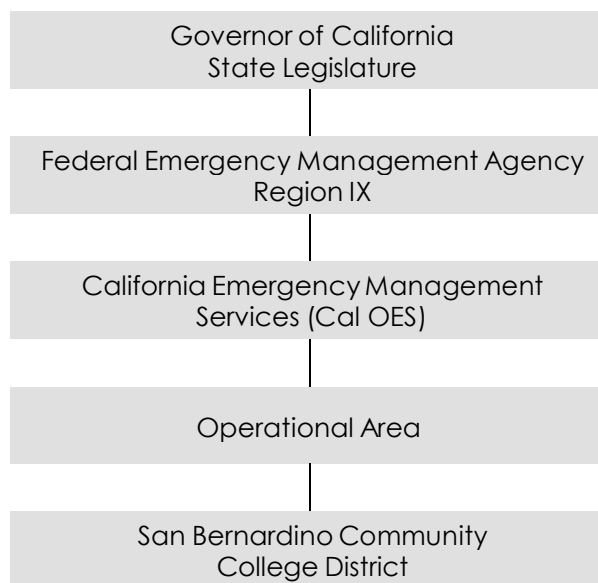 Governor of California
State Legislature
Federal Emergency Management Agency
Region IX
California Emergency Management
Services (Cal OES)
Operational Area
San Bernardino Community
College District